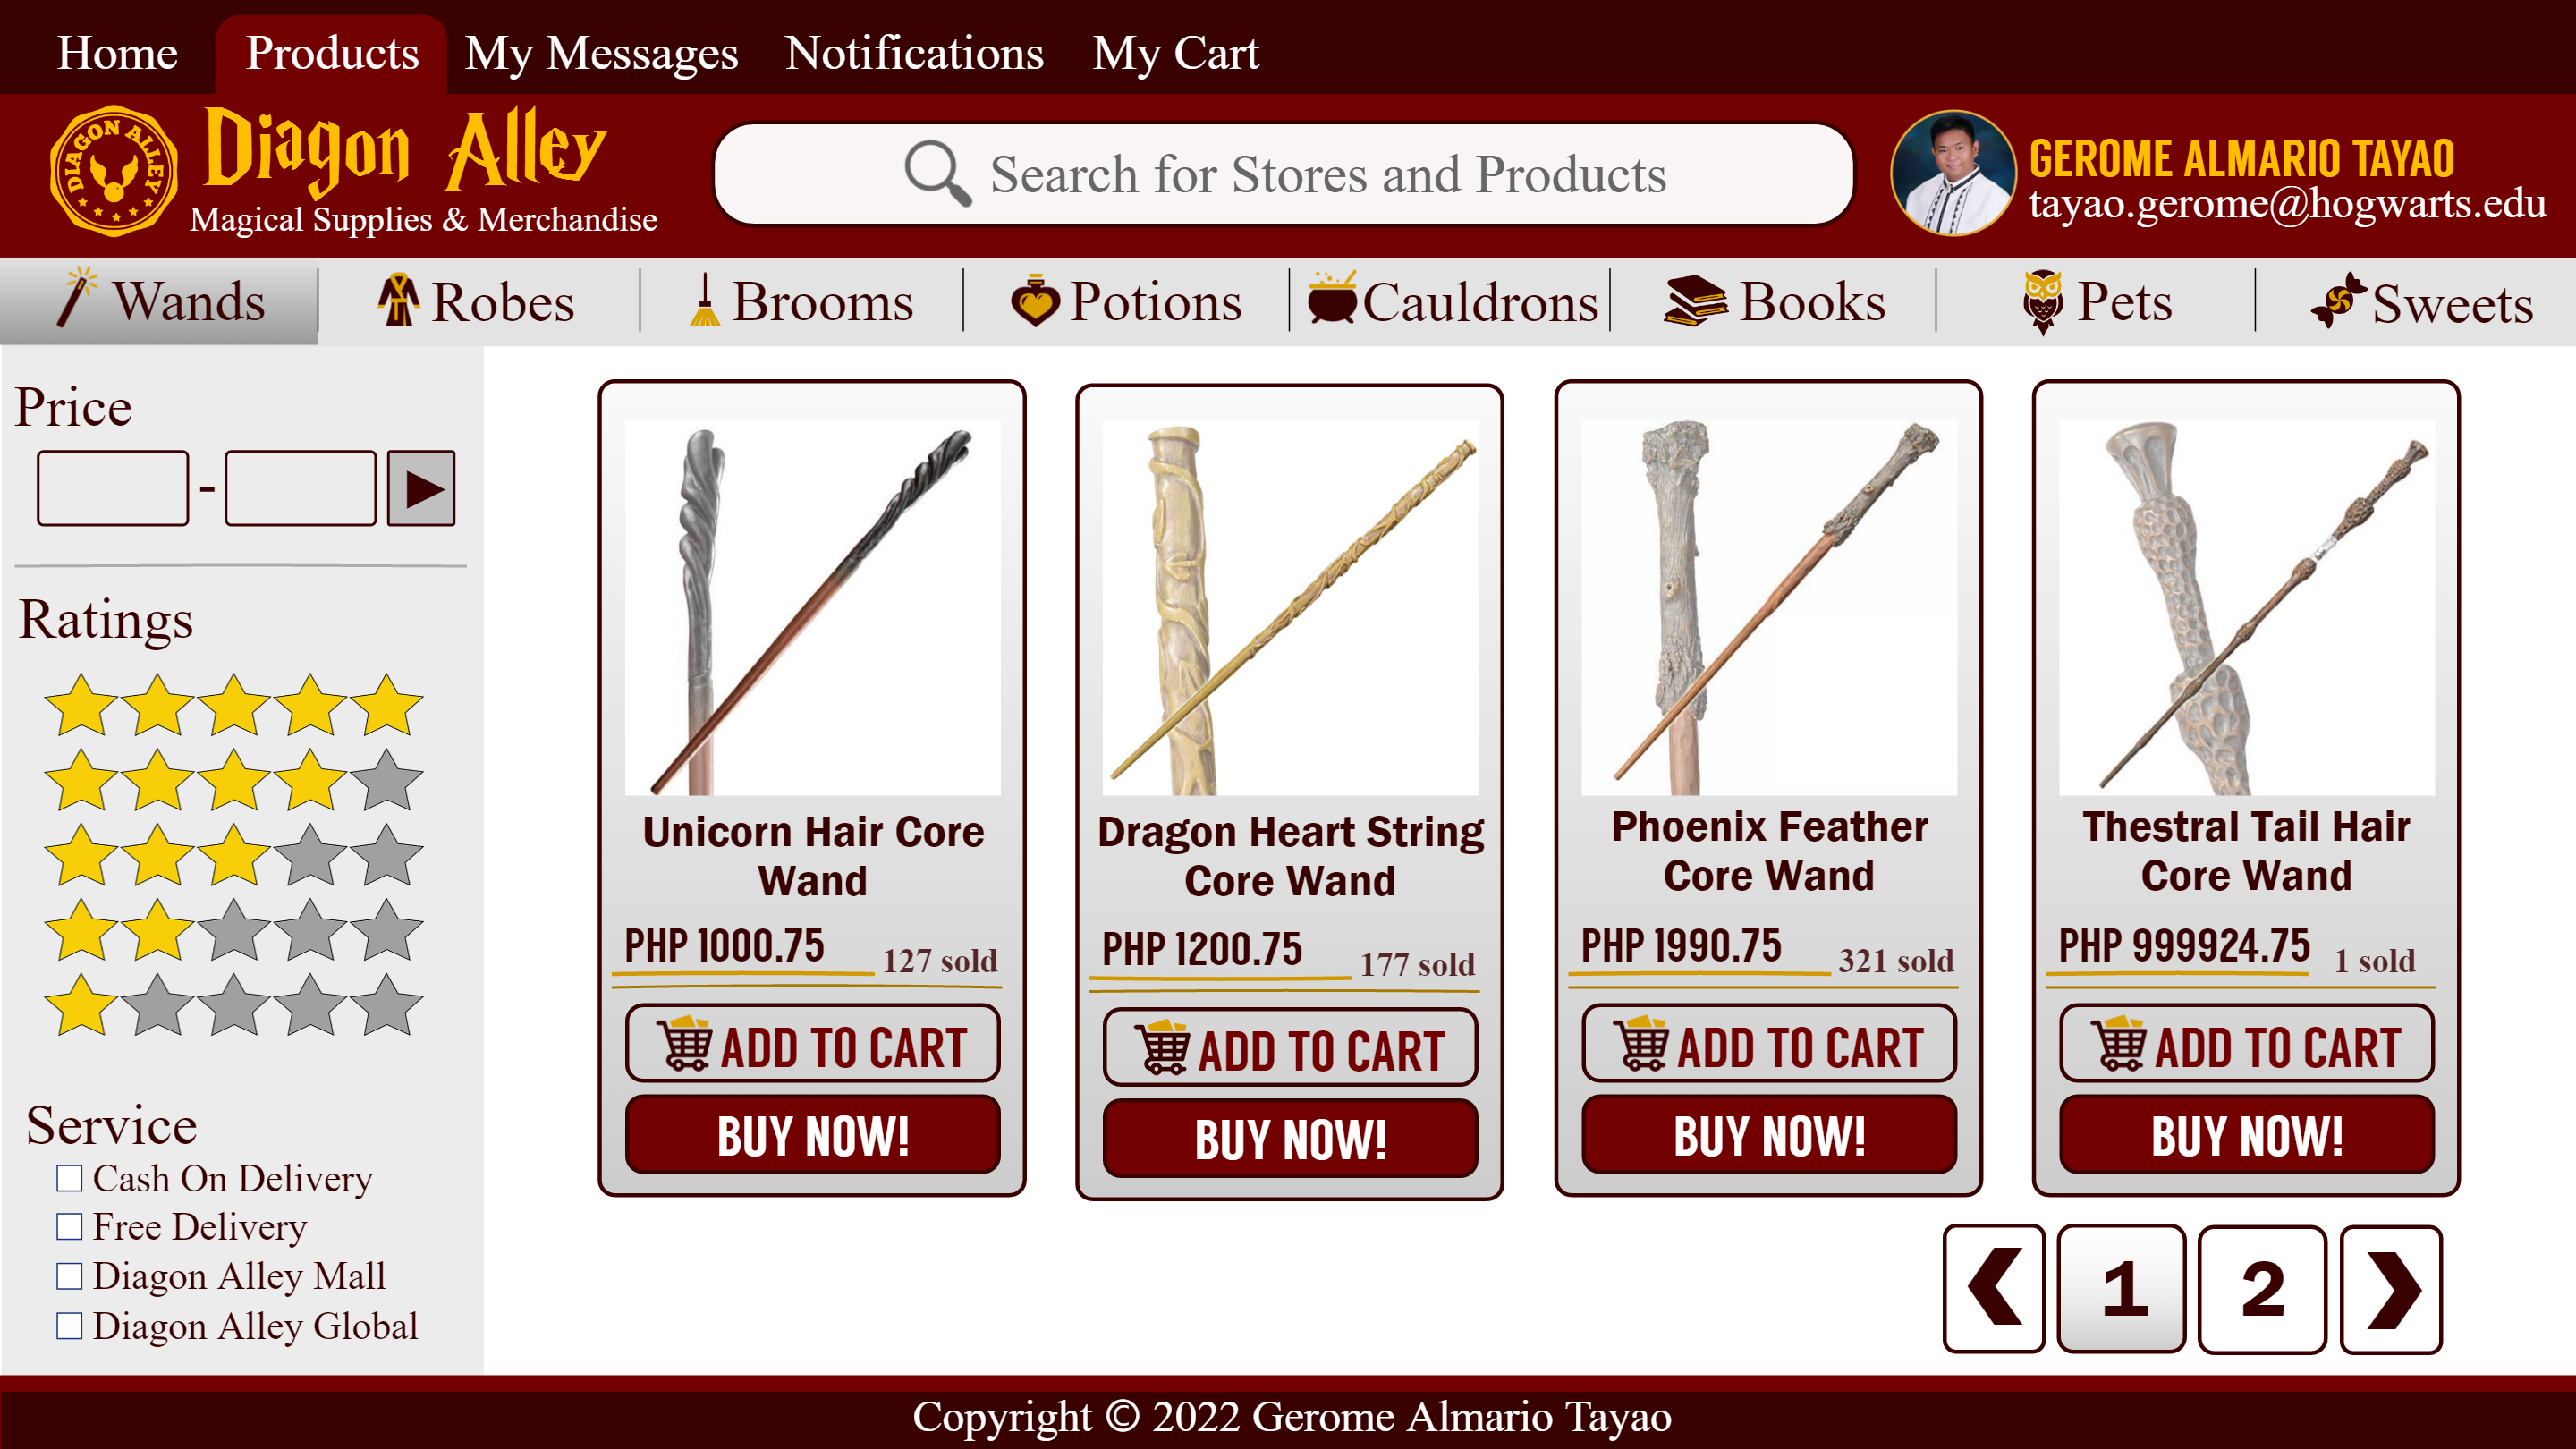 Home Products My Messages Notifications My Cart
DIAGON ALLEY
Diagon Alley
Magical Supplies & Merchandise
Search for Stores and Products
GEROME ALMARIO TAYAO
tayao.gerome@hogwarts.edu
Wands Robes Brooms Potions Cauldrons Books Pets Sweets
Price
-
Ratings
Service
Cash On Delivery
Free Delivery
Diagon Alley Mall
Diagon Alley Global
Unicorn Hair Core
Wand
PHP 1000.75 127 sold
ADD TO CART
BUY NOW!
Dragon Heart String
Core Wand
PHP 1200.75 177 sold
ADD TO CART
BUY NOW!
Phoenix Feather
Core Wand
PHP 1990.75 321 sold
ADD TO CART
BUY NOW!
Thestral Tail Hair
Core Wand
PHP 999924.75 1 sold
ADD TO CART
BUY NOW!
1 2
Copyright © 2022 Gerome Almario Tayao